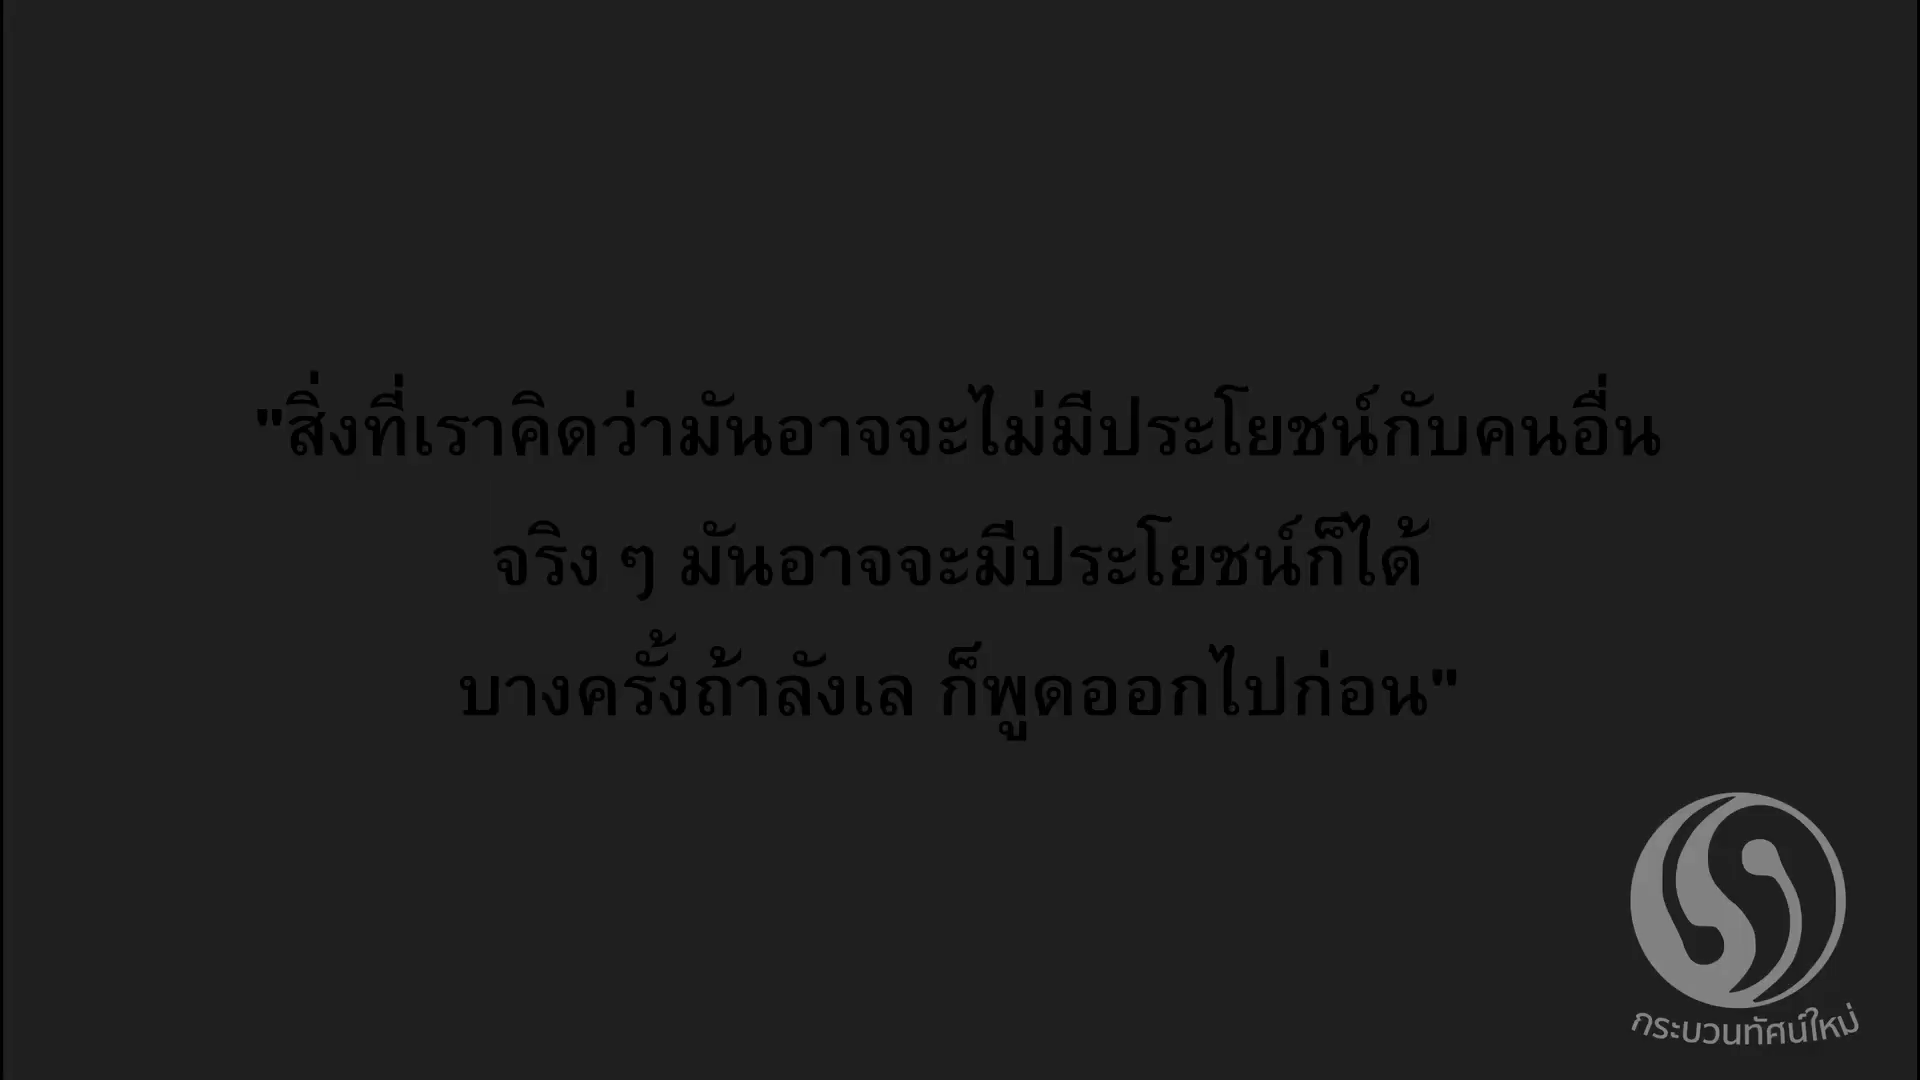 "สิ่งที่เราคิดว่ามันอาจจะไม่มีประโยชน์กับคนอื่น
จริง ๆ มันอาจจะมีประโยชน์ก็ได้
บางครั้งถ้าลังเล ก็พูดออกไปก่อน"
กระบวนทัศน์ใหม่